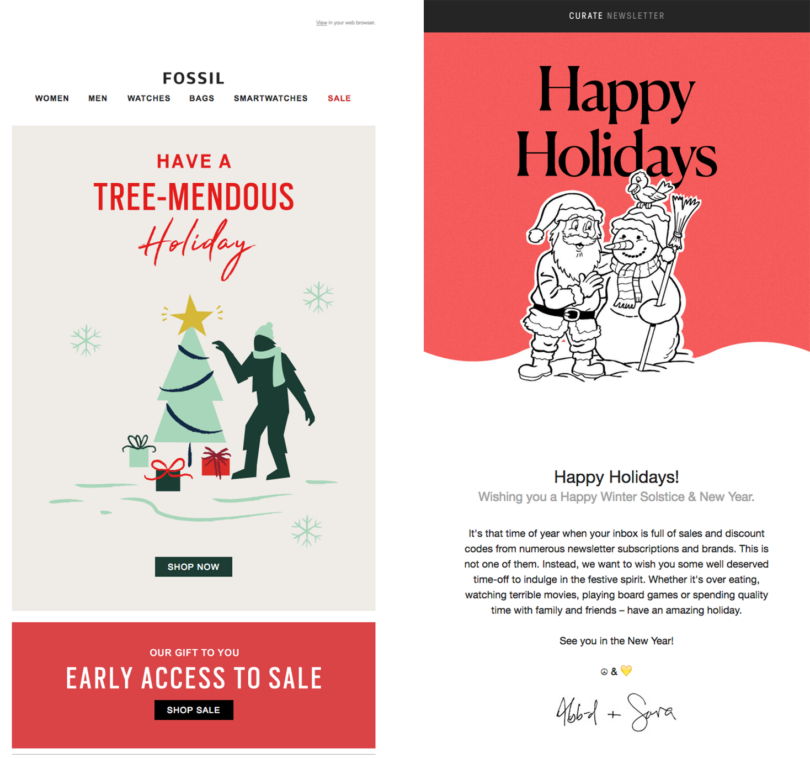 View in your web browser.
FOSSIL
WOMEN MEN WATCHES BAGS SMARTWATCHES SALE
HAVE A
TREE-MENDOUS
Holiday
SHOP NOW
OUR GIFT TO YOU
EARLY ACCESS TO SALE
SHOP SALE
CURATE NEWSLETTER
Happy
Holidays
Happy Holidays!
Wishing you a Happy Winter Solstice & New Year.
It's that time of year when your inbox is full of sales and discount
codes from numerous newsletter subscriptions and brands. This is
not one of them. Instead, we want to wish you some well deserved
time-off to indulge in the festive spirit. Whether it's over eating,
watching terrible movies, playing board games or spending quality
time with family and friends – have an amazing holiday.
See you in the New Year!
☮ & 💛
+ Sara